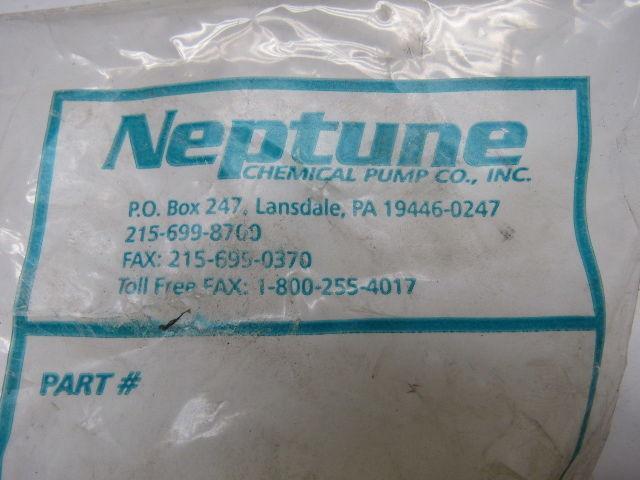 Neptune
CHEMICAL PUMP CO., INC.
P.O. Box 247, Lansdale, PA 19446-0247
215-699-8700
FAX: 215-699-0370
Toll Free FAX: 1-800-255-4017
PART #